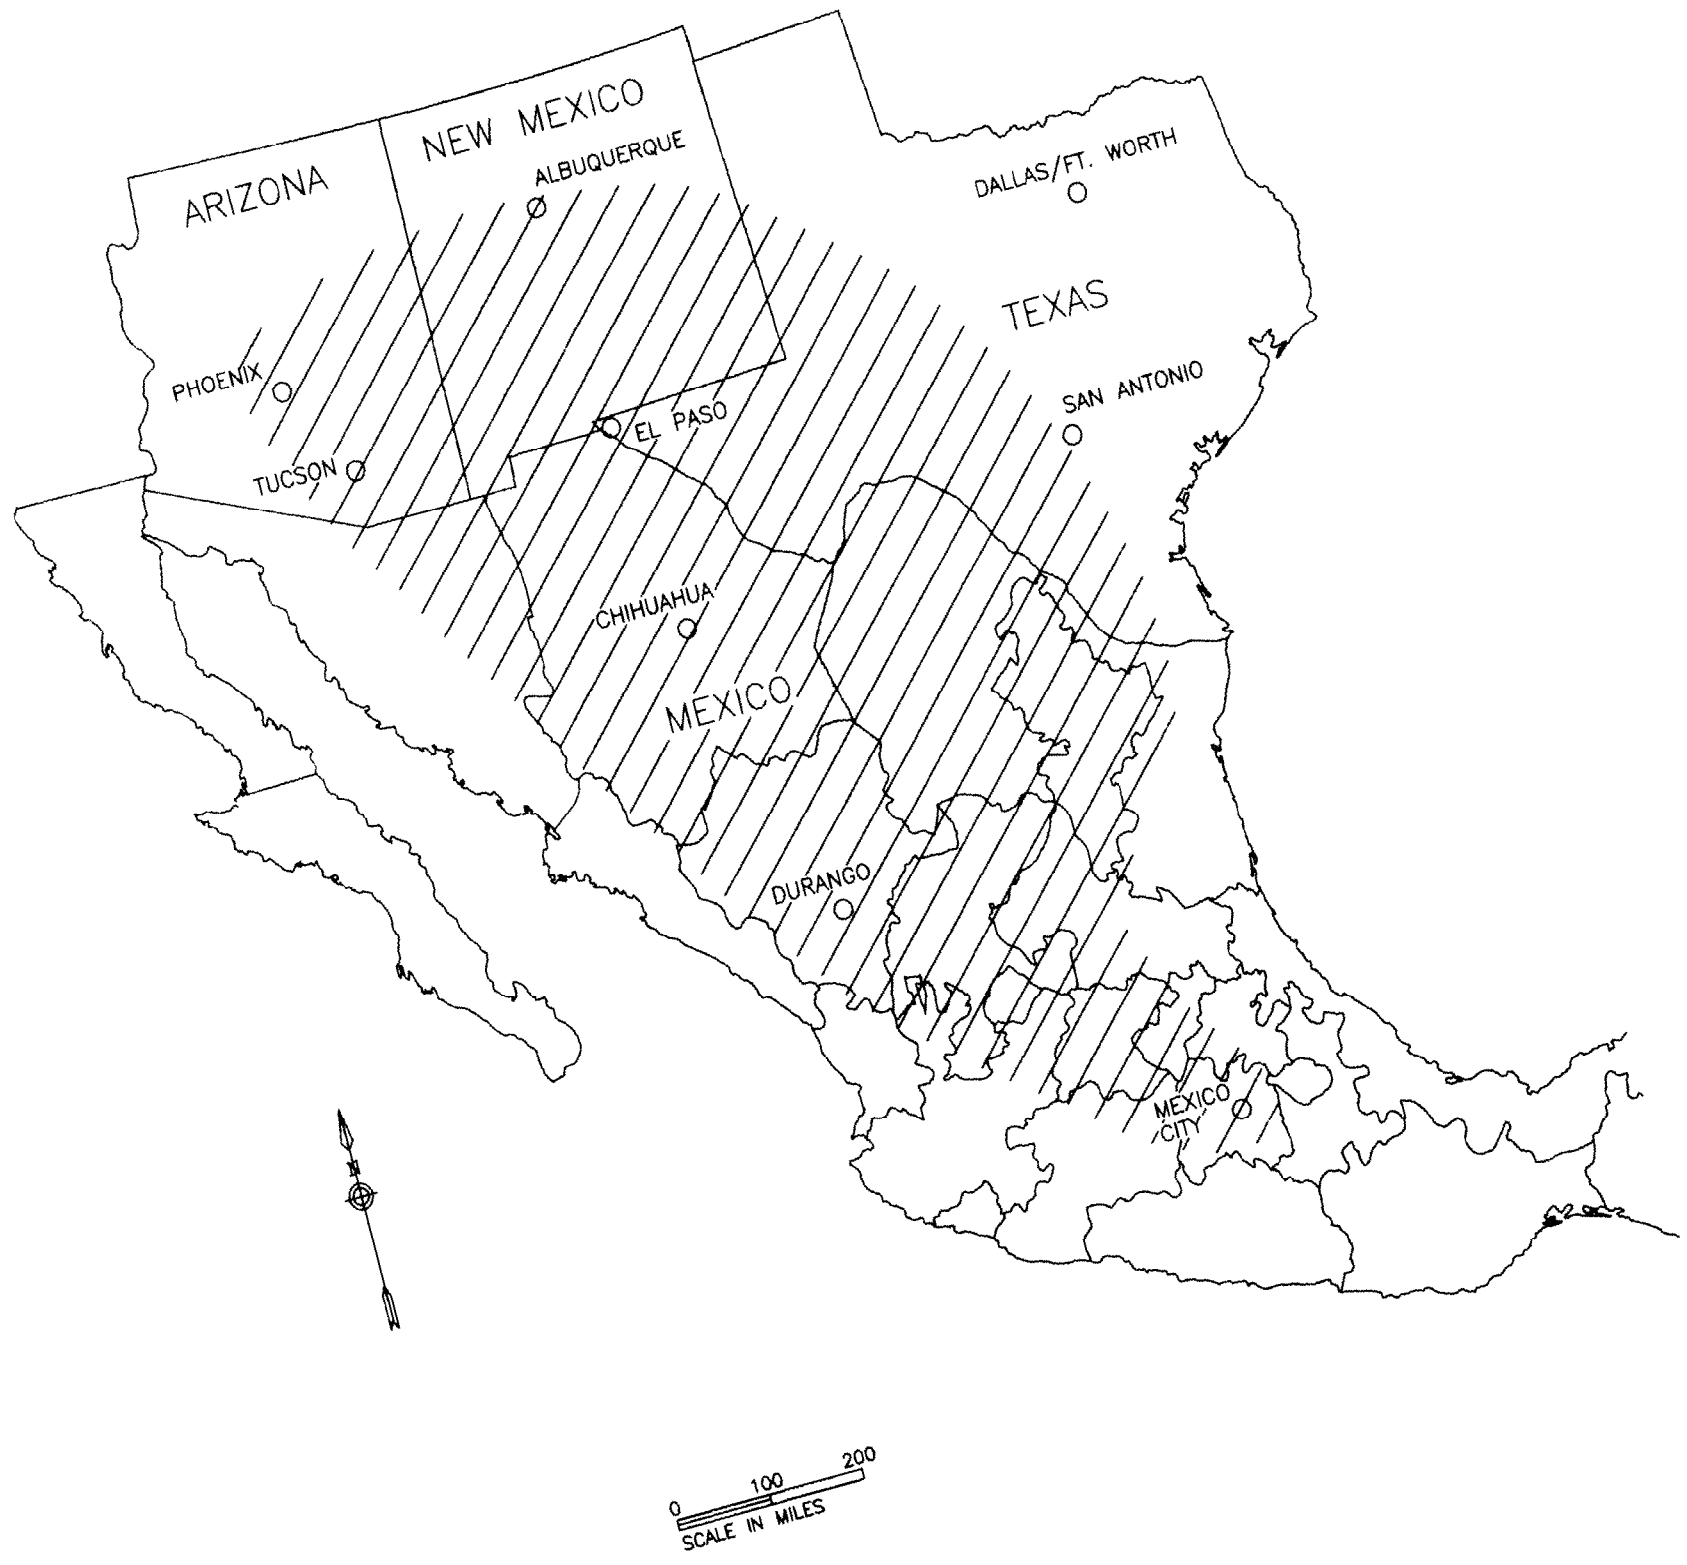 NEW MEXICO
ALBUQUERQUE
ARIZONA
DALLAS/FT. WORTH
TEXAS
PHOENIX
SAN ANTONIO
EL PASO
TUCSON
CHIHUAHUA
MEXICO
DURANGO
MEXICO
CITY
N
0 100 200
SCALE IN MILES